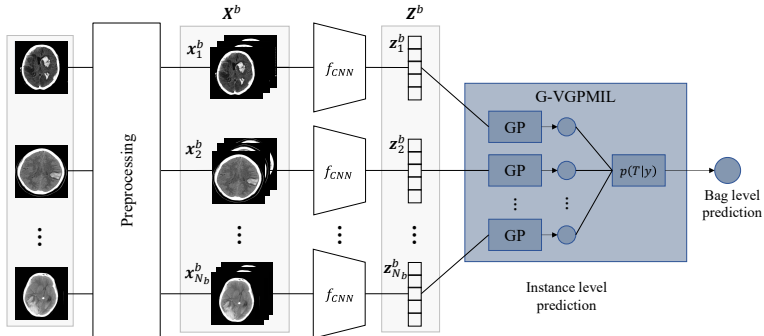 X^b
Z^b
Preprocessing
x_1^b
f_CNN
z_1^b
G-VGPMIL
GP
x_2^b
f_CNN
z_2^b
GP
p(T|y)
Bag level
prediction
...
...
...
...
...
...
x_{N_b}^b
f_CNN
z_{N_b}^b
GP
Instance level
prediction